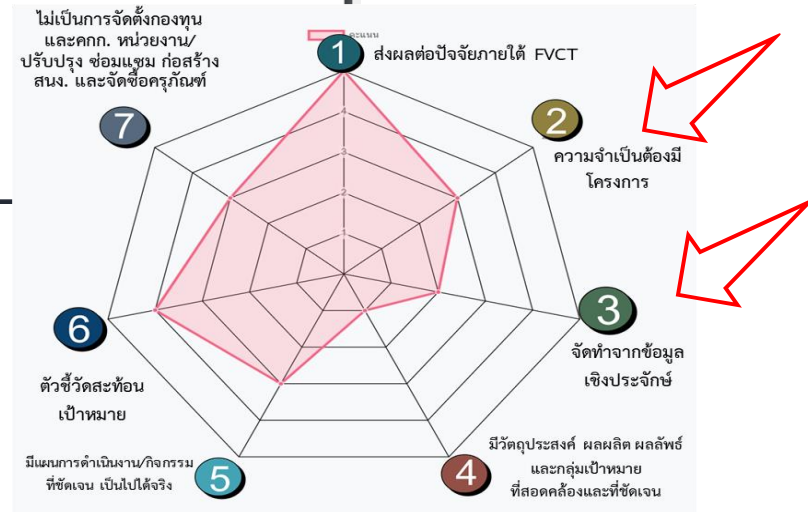 ไม่เป็นการจัดตั้งกองทุน
และคกก. หน่วยงาน/
ปรับปรุง ซ่อมแซม ก่อสร้าง
สนง. และจัดซื้อครุภัณฑ์
7
คะแนน
1
ส่งผลต่อปัจจัยภายใต้ FVCT
2
ความจำเป็นต้องมี
โครงการ
4
3
2
1
3
จัดทำจากข้อมูล
เชิงประจักษ์
6
ตัวชี้วัดสะท้อน
เป้าหมาย
มีแผนการดำเนินงาน/กิจกรรม
ที่ชัดเจน เป็นไปได้จริง
5
4
มีวัตถุประสงค์ ผลผลิต ผลลัพธ์
และกลุ่มเป้าหมาย
ที่สอดคล้องและที่ชัดเจน